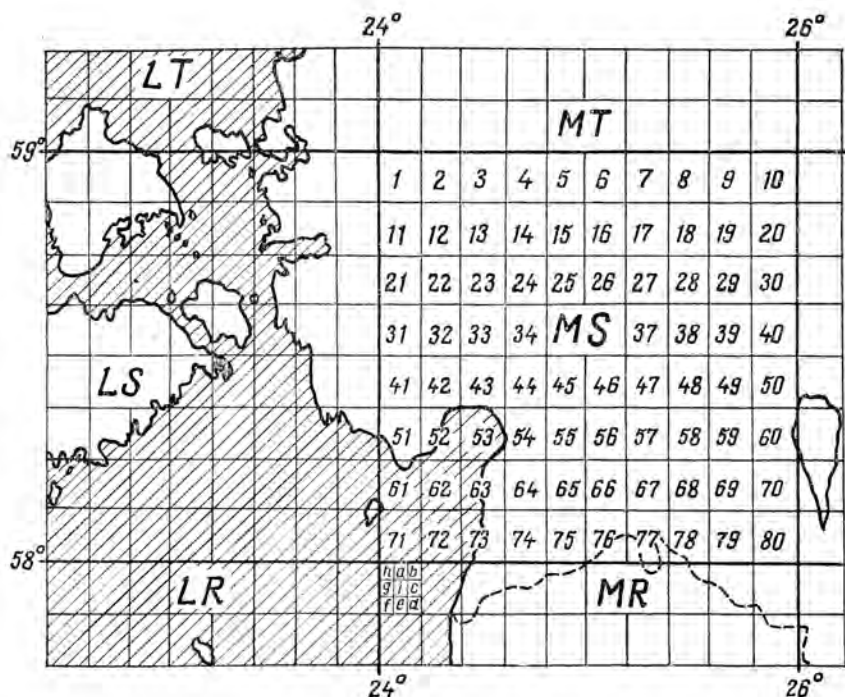 24° 26°
LT
MT
59°
1 2 3 4 5 6 7 8 9 10
11 12 13 14 15 16 17 18 19 20
21 22 23 24 25 26 27 28 29 30
31 32 33 34 MS 37 38 39 40
LS 41 42 43 44 45 46 47 48 49 50
51 52 53 54 55 56 57 58 59 60
61 62 63 64 65 66 67 68 69 70
71 72 73 74 75 76 77 78 79 80
58°
h a b
g i c
f e d
LR MR
24° 26°